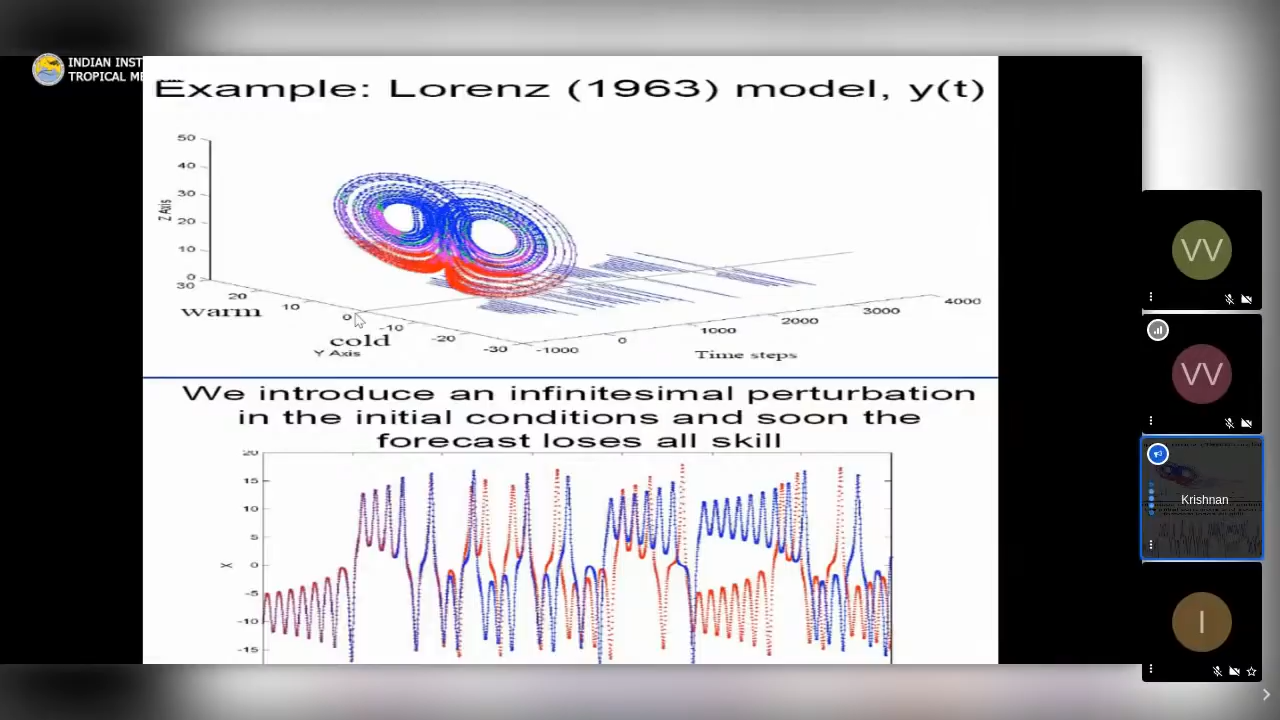 INDIAN INST
TROPICAL ME
Example: Lorenz (1963) model, y(t)
50
40
30
20
10
0
Z Axis
30
20
10
0
-10
-20
-30
warm
cold
Y Axis
-1000
0
1000
2000
3000
4000
Time steps
We introduce an infinitesimal perturbation
in the initial conditions and soon the
forecast loses all skill
20
15
10
5
0
-5
-10
-15
X
VV
VV
Krishnan
I